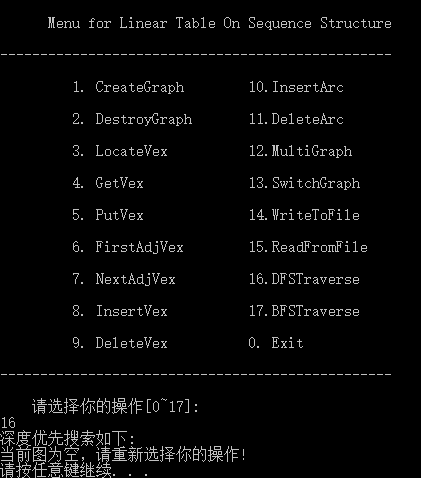 Menu for Linear Table On Sequence Structure
-------------------------------------------------
1. CreateGraph 10.InsertArc
2. DestroyGraph 11.DeleteArc
3. LocateVex 12.MultiGraph
4. GetVex 13.SwitchGraph
5. PutVex 14.WriteToFile
6. FirstAdjVex 15.ReadFromFile
7. NextAdjVex 16.DFSTraverse
8. InsertVex 17.BFSTraverse
9. DeleteVex 0. Exit
-------------------------------------------------
请选择你的操作[0~17]:
16
深度优先搜索如下:
当前图为空，请重新选择你的操作!
请按任意键继续. . .